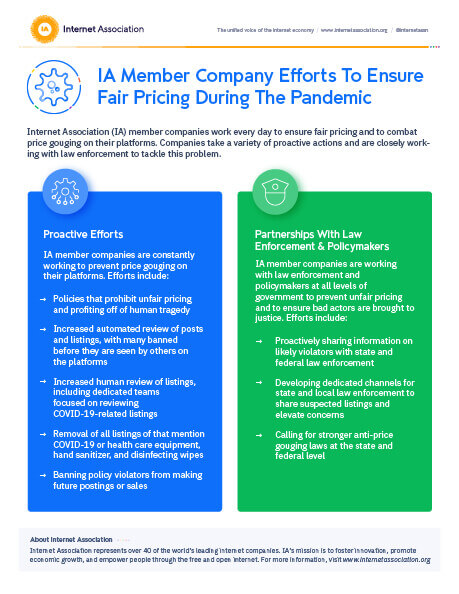 IA Internet Association
The unified voice of the internet economy / www.internetassociation.org / @internetassn
IA Member Company Efforts To Ensure
Fair Pricing During The Pandemic
Internet Association (IA) member companies work every day to ensure fair pricing and to combat
price gouging on their platforms. Companies take a variety of proactive actions and are closely work-
ing with law enforcement to tackle this problem.
Proactive Efforts
IA member companies are constantly
working to prevent price gouging on
their platforms. Efforts include:
→ Policies that prohibit unfair pricing
and profiting off of human tragedy
→ Increased automated review of posts
and listings, with many banned
before they are seen by others on
the platforms
→ Increased human review of listings,
including dedicated teams
focused on reviewing
COVID-19-related listings
→ Removal of all listings of that mention
COVID-19 or health care equipment,
hand sanitizer, and disinfecting wipes
→ Banning policy violators from making
future postings or sales
Partnerships With Law
Enforcement & Policymakers
IA member companies are working
with law enforcement and
policymakers at all levels of
government to prevent unfair pricing
and to ensure bad actors are brought to
justice. Efforts include:
→ Proactively sharing information on
likely violators with state and
federal law enforcement
→ Developing dedicated channels for
state and local law enforcement to
share suspected listings and
elevate concerns
→ Calling for stronger anti-price
gouging laws at the state and
federal level
About Internet Association
Internet Association represents over 40 of the world's leading internet companies. IA's mission is to foster innovation, promote
economic growth, and empower people through the free and open internet. For more information, visit www.internetassociation.org